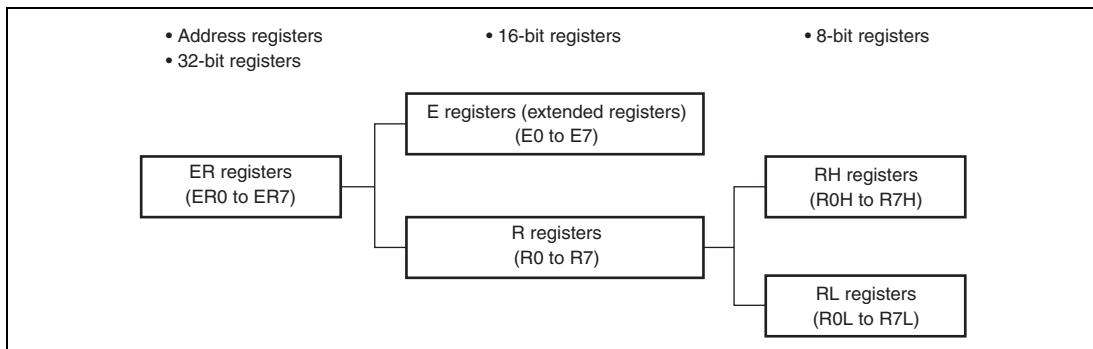 • Address registers
• 32-bit registers
• 16-bit registers
• 8-bit registers
E registers (extended registers)
(E0 to E7)
ER registers
(ER0 to ER7)
RH registers
(R0H to R7H)
R registers
(R0 to R7)
RL registers
(R0L to R7L)